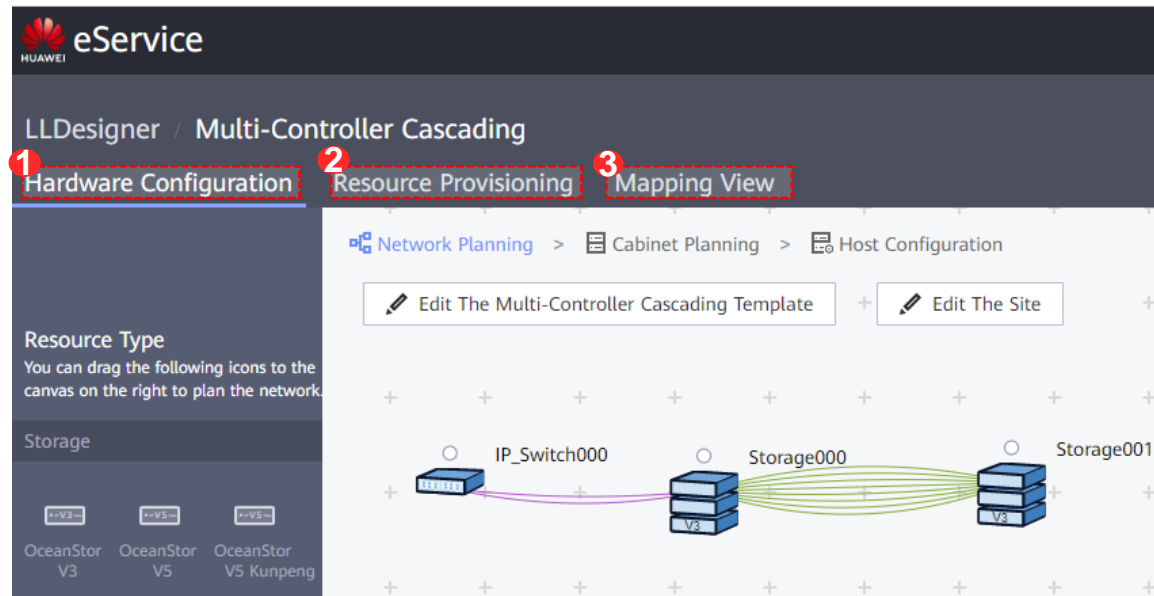 HUAWEI eService
LLDesigner / Multi-Controller Cascading
1 2 3
Hardware Configuration Resource Provisioning Mapping View
Network Planning > Cabinet Planning > Host Configuration
Edit The Multi-Controller Cascading Template Edit The Site
Resource Type
You can drag the following icons to the
canvas on the right to plan the network.
Storage
IP_Switch000 Storage000 Storage001
V3 V3
V3 V5 V5
OceanStor V3 OceanStor V5 OceanStor V5 Kunpeng